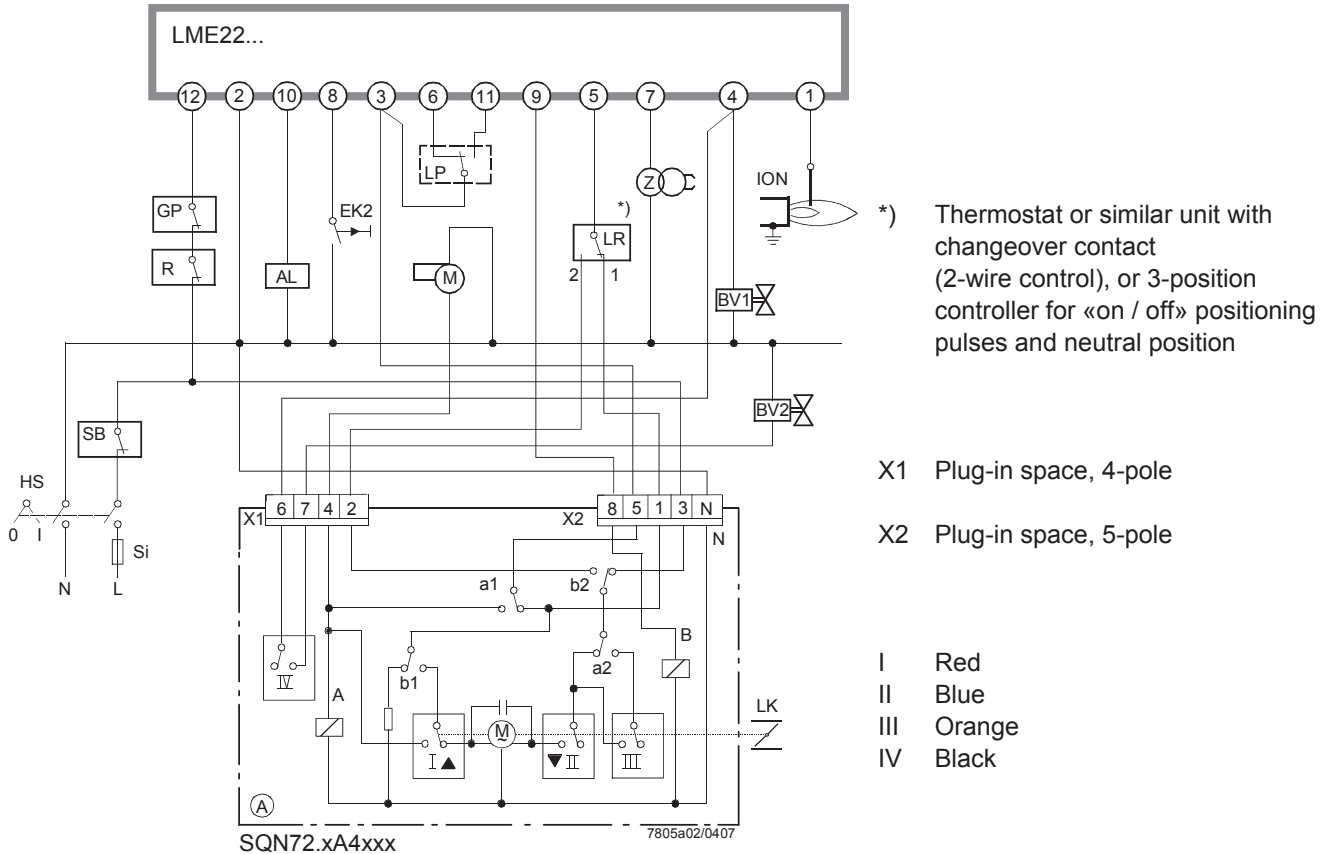 LME22...
12 2 10 8 3 6 11 9 5 7 4 1
LP
Z
ION
GP
EK2
*)
LR
R
AL
M
2 1
BV1
*) Thermostat or similar unit with
changeover contact
(2-wire control), or 3-position
controller for «on / off» positioning
pulses and neutral position
BV2
SB
HS
0 I
Si
N L
X1 6 7 4 2
X2 8 5 1 3 N
N
X1 Plug-in space, 4-pole
X2 Plug-in space, 5-pole
a1 b2
B
IV
A
b1
a2
M
~
I ▲
▼ II
III
LK
I Red
II Blue
III Orange
IV Black
A
SQN72.xA4xxx
7805a02/0407